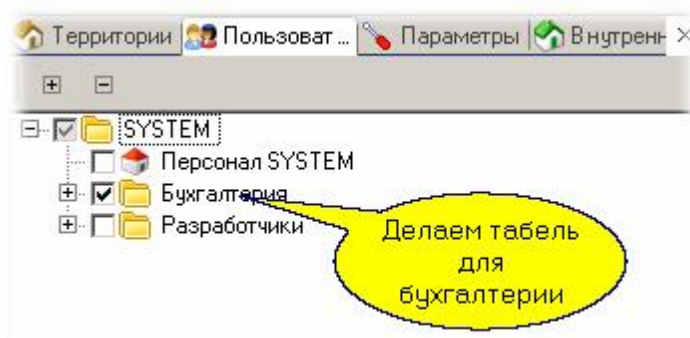 Территории Пользоват ... Параметры Внутренн
SYSTEM
Персонал SYSTEM
Бухгалтерия
Разработчики
Делаем табель
для
бухгалтерии